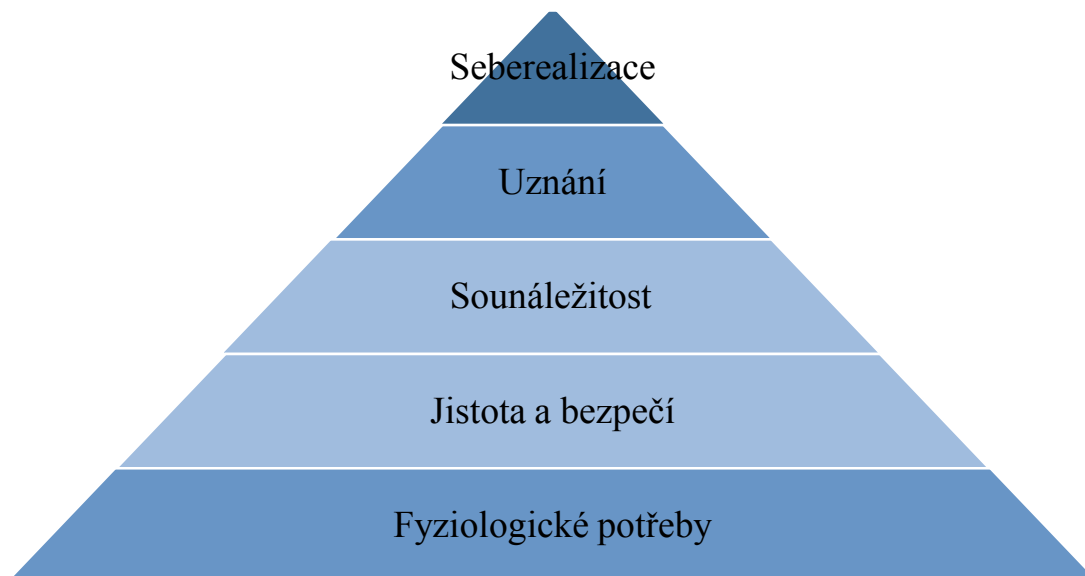 Seberealizace
Uznání
Sounáležitost
Jistota a bezpečí
Fyziologické potřeby